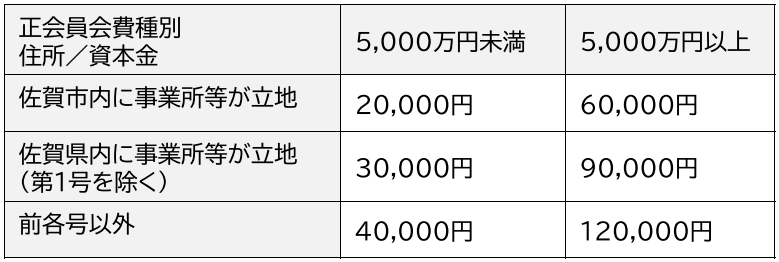 正会員会費種別
住所／資本金
5,000万円未満
5,000万円以上
佐賀市内に事業所等が立地
20,000円
60,000円
佐賀県内に事業所等が立地
（第1号を除く）
30,000円
90,000円
前各号以外
40,000円
120,000円